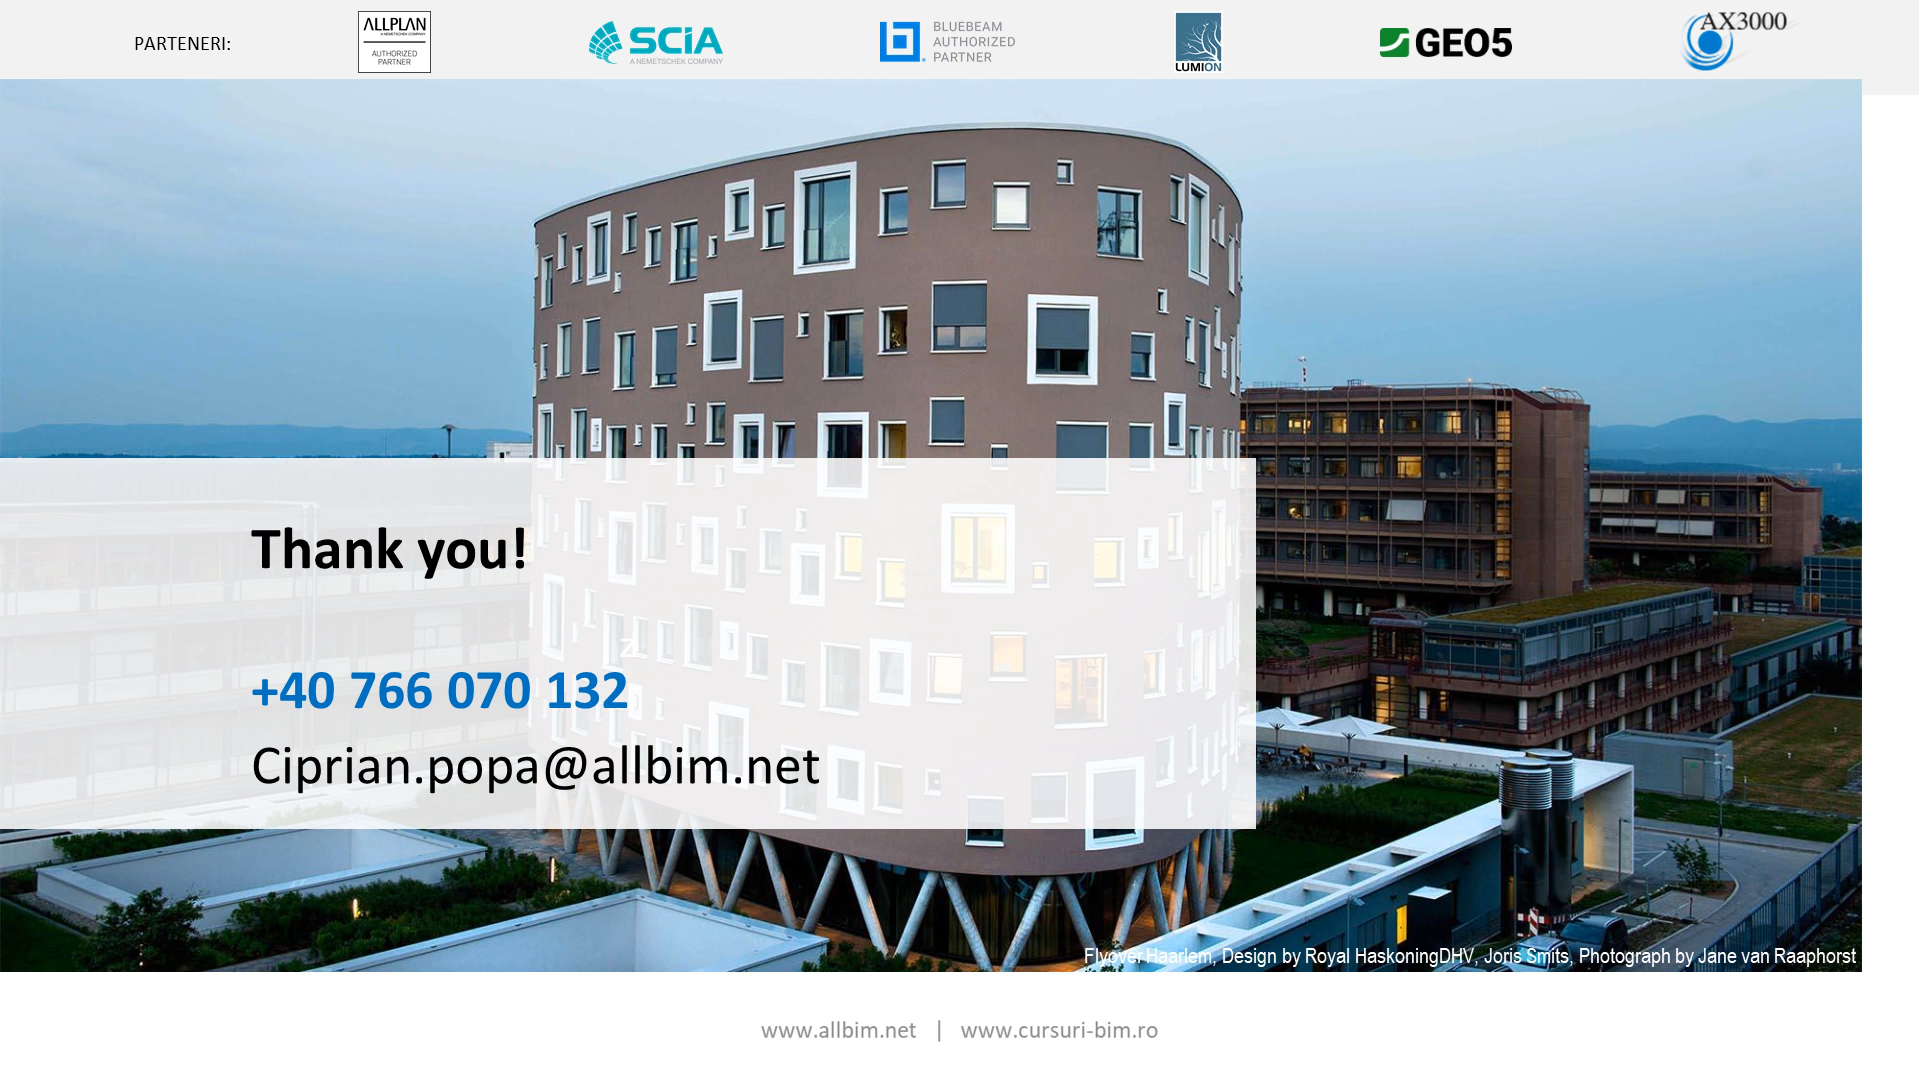 PARTENERI:
ALLPLAN
A NEMETSCHEK COMPANY
AUTHORIZED
PARTNER
SCIA
A NEMETSCHEK COMPANY
BLUEBEAM
AUTHORIZED
PARTNER
LUMION
GEO5
AX3000
Thank you!
+40 766 070 132
Ciprian.popa@allbim.net
Flyover Haarlem, Design by Royal HaskoningDHV, Joris Smits, Photograph by Jane van Raaphorst
www.allbim.net | www.cursuri-bim.ro